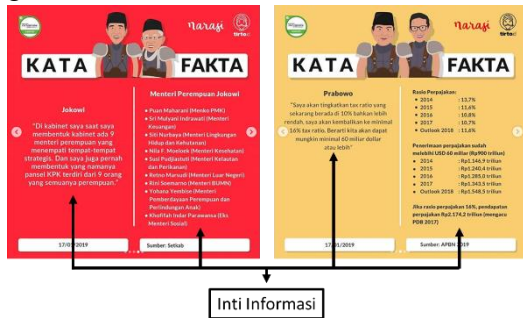 Narasi
tirto
KATA
FAKTA
Jokowi
"Di kabinet saya saat saya
membentuk kabinet ada 9
menteri perempuan yang
menempati tempat-tempat
strategis. Dan saya juga pernah
membentuk yang namanya
pansel KPK terdiri dari 9 orang
yang semuanya perempuan."
Menteri Perempuan Jokowi
• Puan Maharani (Menko PMK)
• Sri Mulyani Indrawati (Menteri
Keuangan)
• Siti Nurbaya (Menteri Lingkungan
Hidup dan Kehutanan)
• Nila F. Moeloek (Menteri Kesehatan)
• Susi Pudjiastuti (Menteri Kelautan
dan Perikanan)
• Retno Marsudi (Menteri Luar Negeri)
• Rini Soemarno (Menteri BUMN)
• Yohana Yembise (Menteri
Pemberdayaan Perempuan dan
Perlindungan Anak)
• Khofifah Indar Parawansa (Eks
Menteri Sosial)
17/01/2019
Sumber: Setkab
Narasi
tirto
KATA
FAKTA
Prabowo
"Saya akan tingkatkan tax ratio yang
sekarang berada di 10% bahkan lebih
rendah, saya akan kembalikan ke minimal
16% tax ratio. Berarti kita akan dapat
mungkin minimal 60 miliar dollar
atau lebih"
Rasio Perpajakan:
• 2014 : 13,7%
• 2015 : 11,6%
• 2016 : 10,8%
• 2017 : 10,7%
• Outlook 2018 : 11,6%
Penerimaan perpajakan sudah
melebihi USD 60 miliar (Rp900 triliun)
• 2014 : Rp1.146,9 triliun
• 2015 : Rp1.240,4 triliun
• 2016 : Rp1.285,0 triliun
• 2017 : Rp1.343,5 triliun
• Outlook 2018 : Rp1.548,5 triliun
Jika rasio perpajakan 16%, pendapatan
perpajakan Rp2.174,2 triliun (mengacu
PDB 2017)
17/01/2019
Sumber: APBN 2019
Inti Informasi